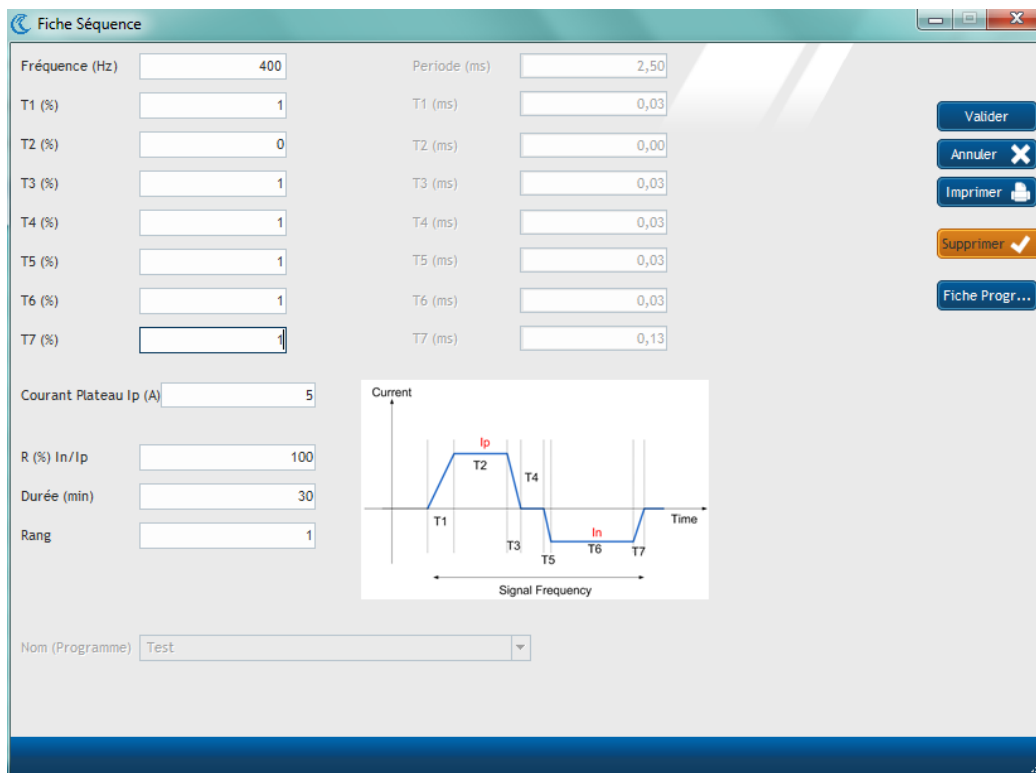 Fiche Séquence
Fréquence (Hz) 400 Periode (ms) 2,50
T1 (%) 1 T1 (ms) 0,03
T2 (%) 0 T2 (ms) 0,00
T3 (%) 1 T3 (ms) 0,03
T4 (%) 1 T4 (ms) 0,03
T5 (%) 1 T5 (ms) 0,03
T6 (%) 1 T6 (ms) 0,03
T7 (%) 1 T7 (ms) 0,13
Valider
Annuler
Imprimer
Supprimer
Fiche Progr...
Courant Plateau Ip (A) 5
R (%) In/Ip 100
Durée (min) 30
Rang 1
Current
Ip
T2
T4
Time
T1
T3
In
T5
T6
T7
Signal Frequency
Nom (Programme) Test